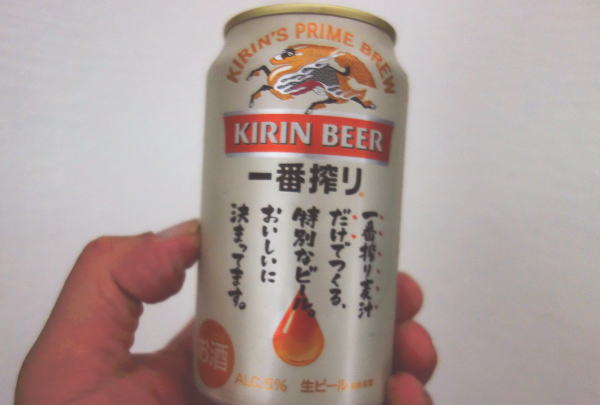 KIRIN'S PRIME BREW
KIRIN BEER
一番搾り
一番搾り麦汁
だけでつくる、
特別なビール。
おいしいに
決まってます。
お酒
ALC.5% 生ビール